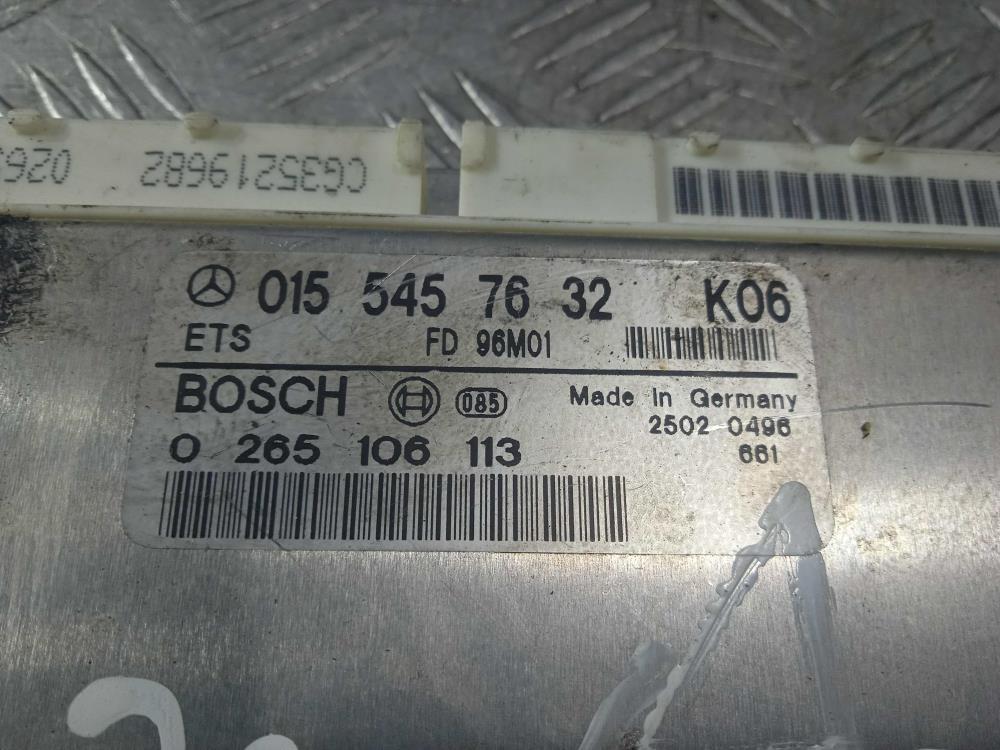 CG35219682
015 545 76 32 K06
ETS FD 96M01
BOSCH 085 Made In Germany
2502 0496
0 265 106 113 661